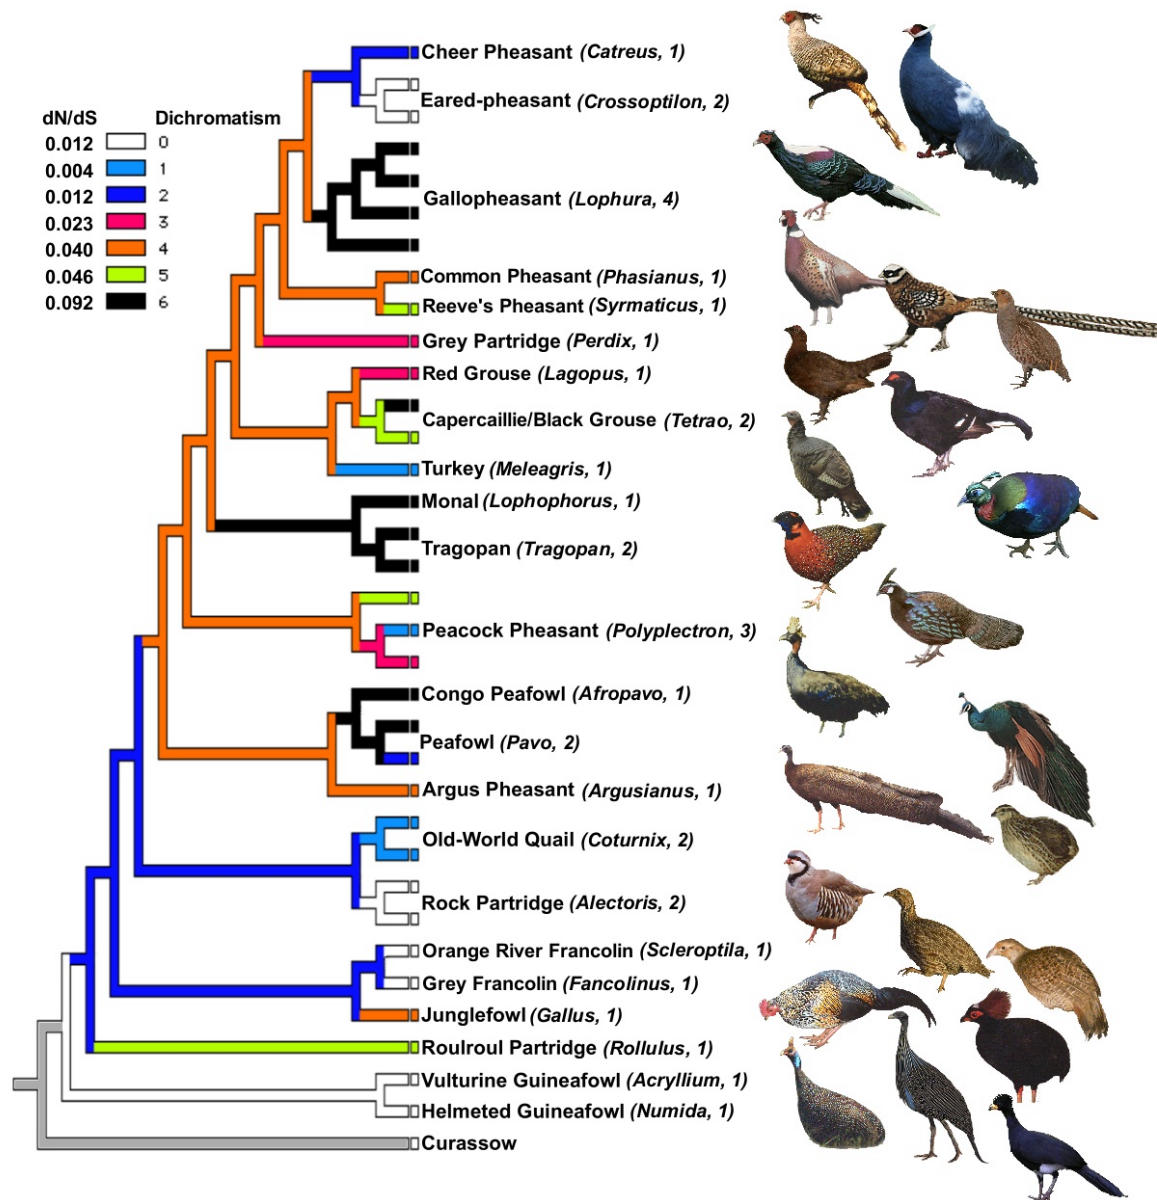 dN/dS Dichromatism
0.012 0
0.004 1
0.012 2
0.023 3
0.040 4
0.046 5
0.092 6
Cheer Pheasant (Catreus, 1)
Eared-pheasant (Crossoptilon, 2)
Gallopheasant (Lophura, 4)
Common Pheasant (Phasianus, 1)
Reeve's Pheasant (Syrmaticus, 1)
Grey Partridge (Perdix, 1)
Red Grouse (Lagopus, 1)
Capercaillie/Black Grouse (Tetrao, 2)
Turkey (Meleagris, 1)
Monal (Lophophorus, 1)
Tragopan (Tragopan, 2)
Peacock Pheasant (Polyplectron, 3)
Congo Peafowl (Afropavo, 1)
Peafowl (Pavo, 2)
Argus Pheasant (Argusianus, 1)
Old-World Quail (Coturnix, 2)
Rock Partridge (Alectoris, 2)
Orange River Francolin (Scleroptila, 1)
Grey Francolin (Fancolinus, 1)
Junglefowl (Gallus, 1)
Roulroul Partridge (Rollulus, 1)
Vulturine Guineafowl (Acryllium, 1)
Helmeted Guineafowl (Numida, 1)
Curassow